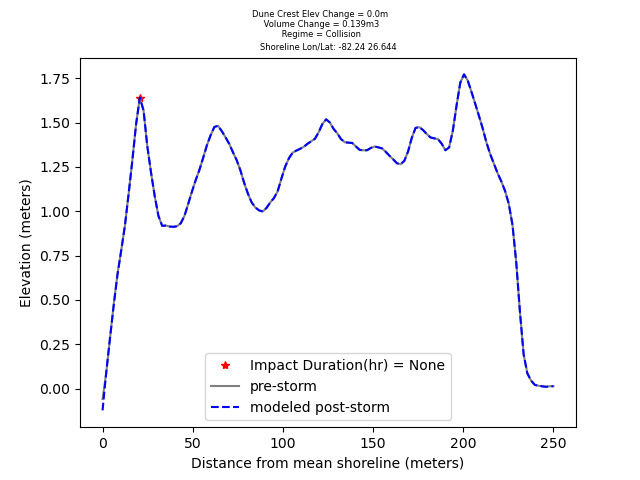 Dune Crest Elev Change = 0.0m
Volume Change = 0.139m3
Regime = Collision
Shoreline Lon/Lat: -82.24 26.644
1.75
1.50
1.25
1.00
0.75
0.50
0.25
0.00
Elevation (meters)
Impact Duration(hr) = None
pre-storm
modeled post-storm
0 50 100 150 200 250
Distance from mean shoreline (meters)